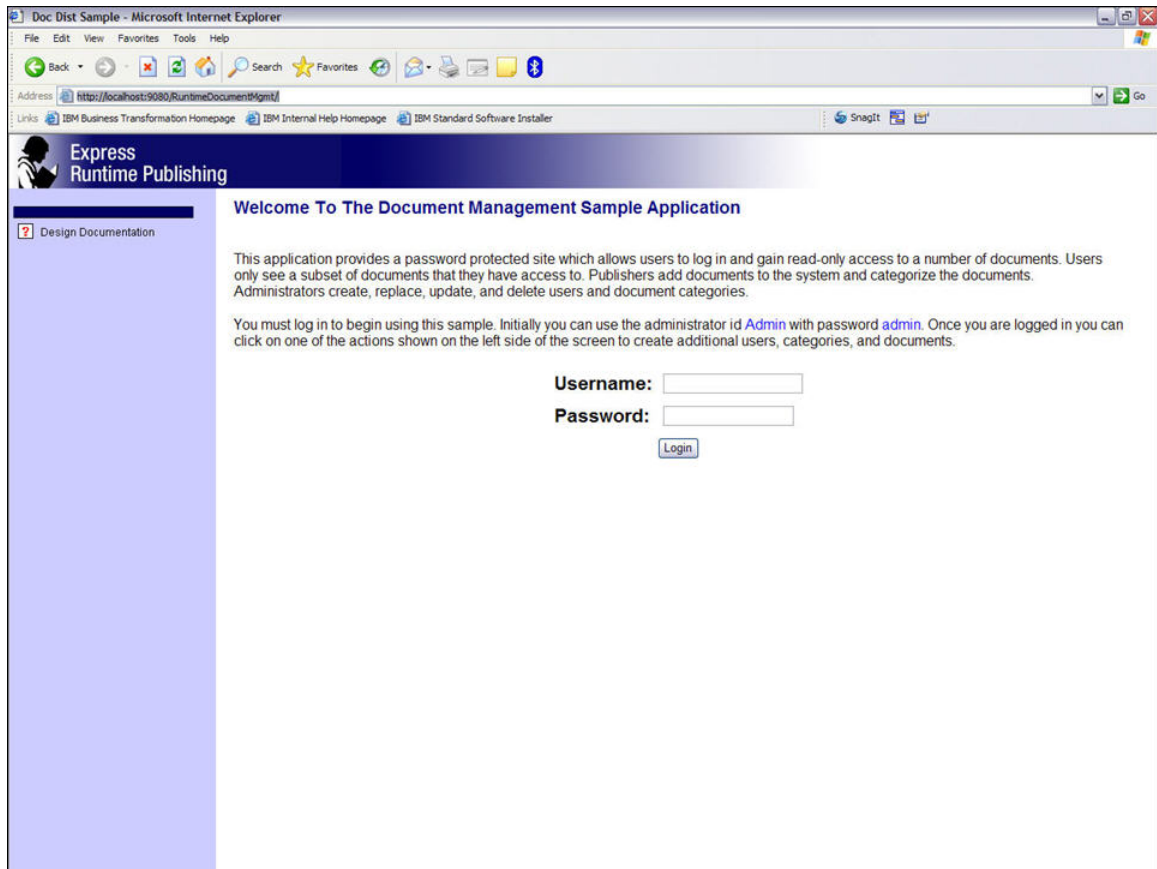 Doc Dist Sample - Microsoft Internet Explorer
File Edit View Favorites Tools Help
Back Search Favorites
Address http://localhost:9080/RuntimeDocumentMgmt/ Go
Links IBM Business Transformation Homepage IBM Internal Help Homepage IBM Standard Software Installer SnagIt
Express
Runtime Publishing
Welcome To The Document Management Sample Application
? Design Documentation
This application provides a password protected site which allows users to log in and gain read-only access to a number of documents. Users
only see a subset of documents that they have access to. Publishers add documents to the system and categorize the documents.
Administrators create, replace, update, and delete users and document categories.
You must log in to begin using this sample. Initially you can use the administrator id Admin with password admin. Once you are logged in you can
click on one of the actions shown on the left side of the screen to create additional users, categories, and documents.
Username:
Password:
Login